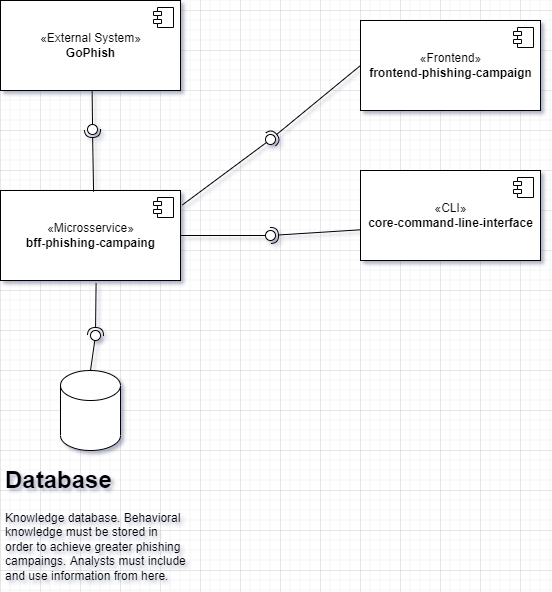 «External System»
GoPhish
«Frontend»
frontend-phishing-campaign
«CLI»
core-command-line-interface
«Microsservice»
bff-phishing-campaing
Database
Knowledge database. Behavioral
knowledge must be stored in
order to achieve greater phishing
campaings. Analysts must include
and use information from here.